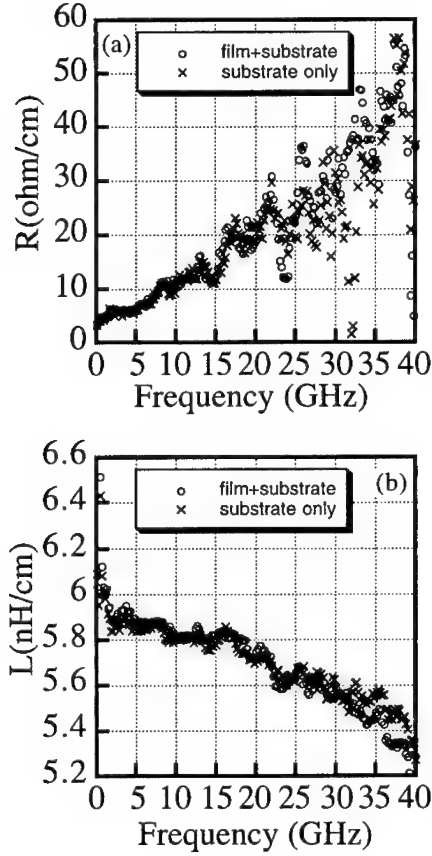 (a)
film+substrate
substrate only
60
50
40
30
20
10
0
R(ohm/cm)
0 5 10 15 20 25 30 35 40
Frequency (GHz)
(b)
film+substrate
substrate only
6.6
6.4
6.2
6
5.8
5.6
5.4
5.2
L(nH/cm)
0 5 10 15 20 25 30 35 40
Frequency (GHz)